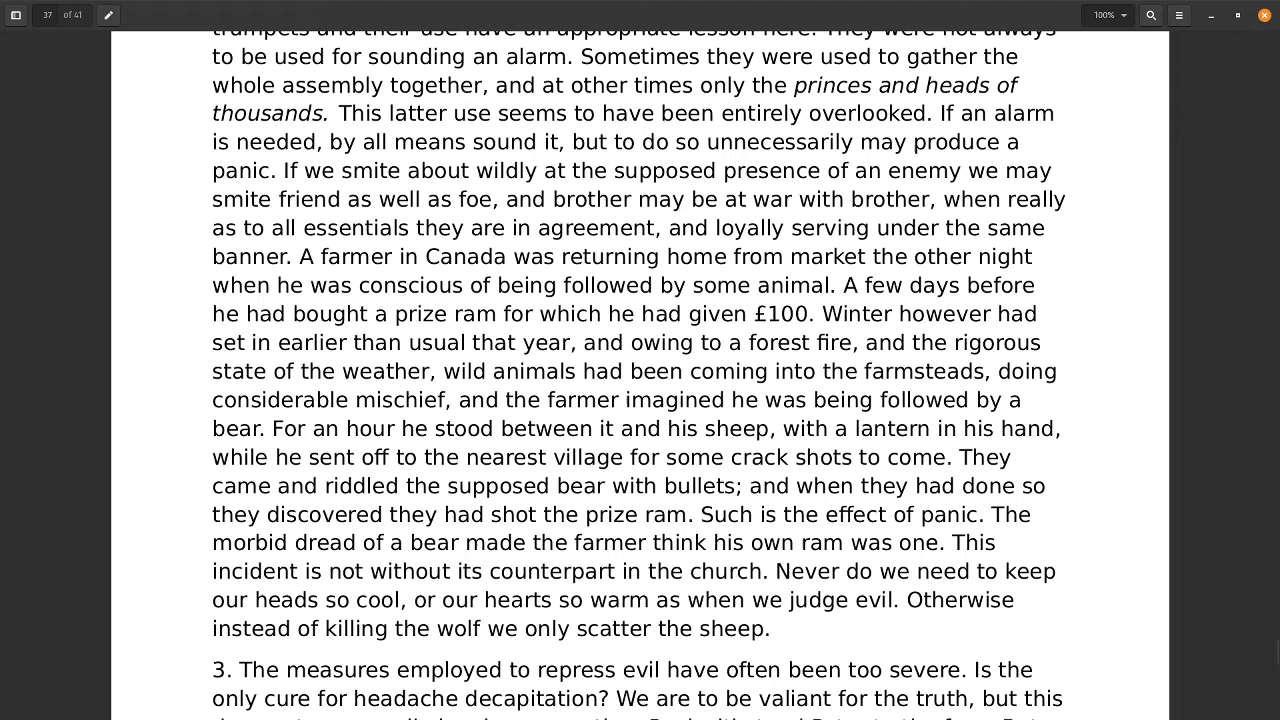 37 of 41
100%
trumpets and their use have an appropriate lesson here. They were not always
to be used for sounding an alarm. Sometimes they were used to gather the
whole assembly together, and at other times only the princes and heads of
thousands. This latter use seems to have been entirely overlooked. If an alarm
is needed, by all means sound it, but to do so unnecessarily may produce a
panic. If we smite about wildly at the supposed presence of an enemy we may
smite friend as well as foe, and brother may be at war with brother, when really
as to all essentials they are in agreement, and loyally serving under the same
banner. A farmer in Canada was returning home from market the other night
when he was conscious of being followed by some animal. A few days before
he had bought a prize ram for which he had given £100. Winter however had
set in earlier than usual that year, and owing to a forest fire, and the rigorous
state of the weather, wild animals had been coming into the farmsteads, doing
considerable mischief, and the farmer imagined he was being followed by a
bear. For an hour he stood between it and his sheep, with a lantern in his hand,
while he sent off to the nearest village for some crack shots to come. They
came and riddled the supposed bear with bullets; and when they had done so
they discovered they had shot the prize ram. Such is the effect of panic. The
morbid dread of a bear made the farmer think his own ram was one. This
incident is not without its counterpart in the church. Never do we need to keep
our heads so cool, or our hearts so warm as when we judge evil. Otherwise
instead of killing the wolf we only scatter the sheep.
3. The measures employed to repress evil have often been too severe. Is the
only cure for headache decapitation? We are to be valiant for the truth, but this